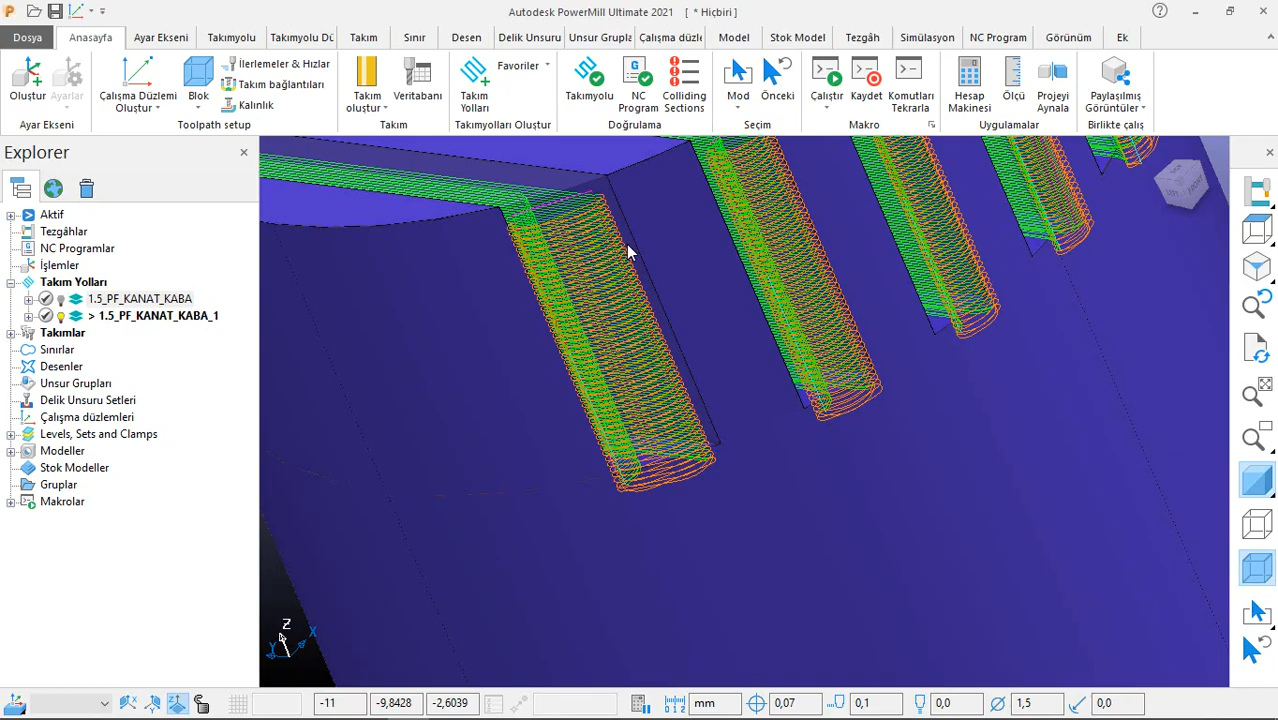 Autodesk PowerMill Ultimate 2021 [ * Hiçbiri ]
Dosya Anasayfa Ayar Ekseni Takımyolu Takımyolu Dü Takım Sınır Desen Delik Unsuru Unsur Grupla Çalışma düzle Model Stok Model Tezgâh Simülasyon NC Program Görünüm Ek
Oluştur
Ayarlar
Ayar Ekseni
Çalışma Düzlemi
Oluştur
Blok
İlerlemeler & Hızlar
Takım bağlantıları
Kalınlık
Toolpath setup
Takım
oluştur
Veritabanı
Takım
Takım
Yolları
Favoriler
Takımyolları Oluştur
Takımyolu
NC
Program
Colliding
Sections
Doğrulama
Mod
Önceki
Seçim
Çalıştır
Kaydet
Komutları
Tekrarla
Makro
Hesap
Makinesi
Ölçü
Projeyi
Aynala
Uygulamalar
Paylaşılmış
Görüntüler
Birlikte çalış
Explorer
Aktif
Tezgâhlar
NC Programlar
İşlemler
Takım Yolları
1.5_PF_KANAT_KABA
> 1.5_PF_KANAT_KABA_1
Takımlar
Sınırlar
Desenler
Unsur Grupları
Delik Unsuru Setleri
Çalışma düzlemleri
Levels, Sets and Clamps
Modeller
Stok Modeller
Gruplar
Makrolar
Z
X
Y
-11 -9,8428 -2,6039 mm 0,07 0,1 0,0 1,5 0,0